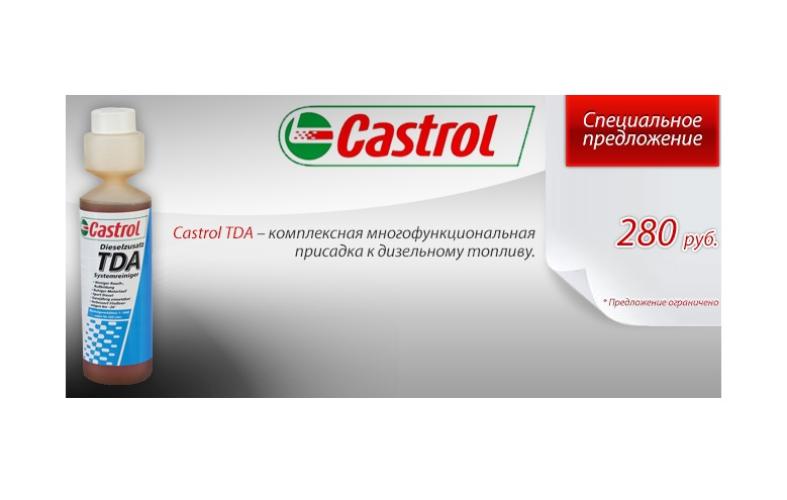 Castrol
Специальное
предложение
Castrol TDA – комплексная многофункциональная
присадка к дизельному топливу.
280 руб.
* Предложение ограничено
Castrol
Dieselzusatz
TDA
Systemreiniger